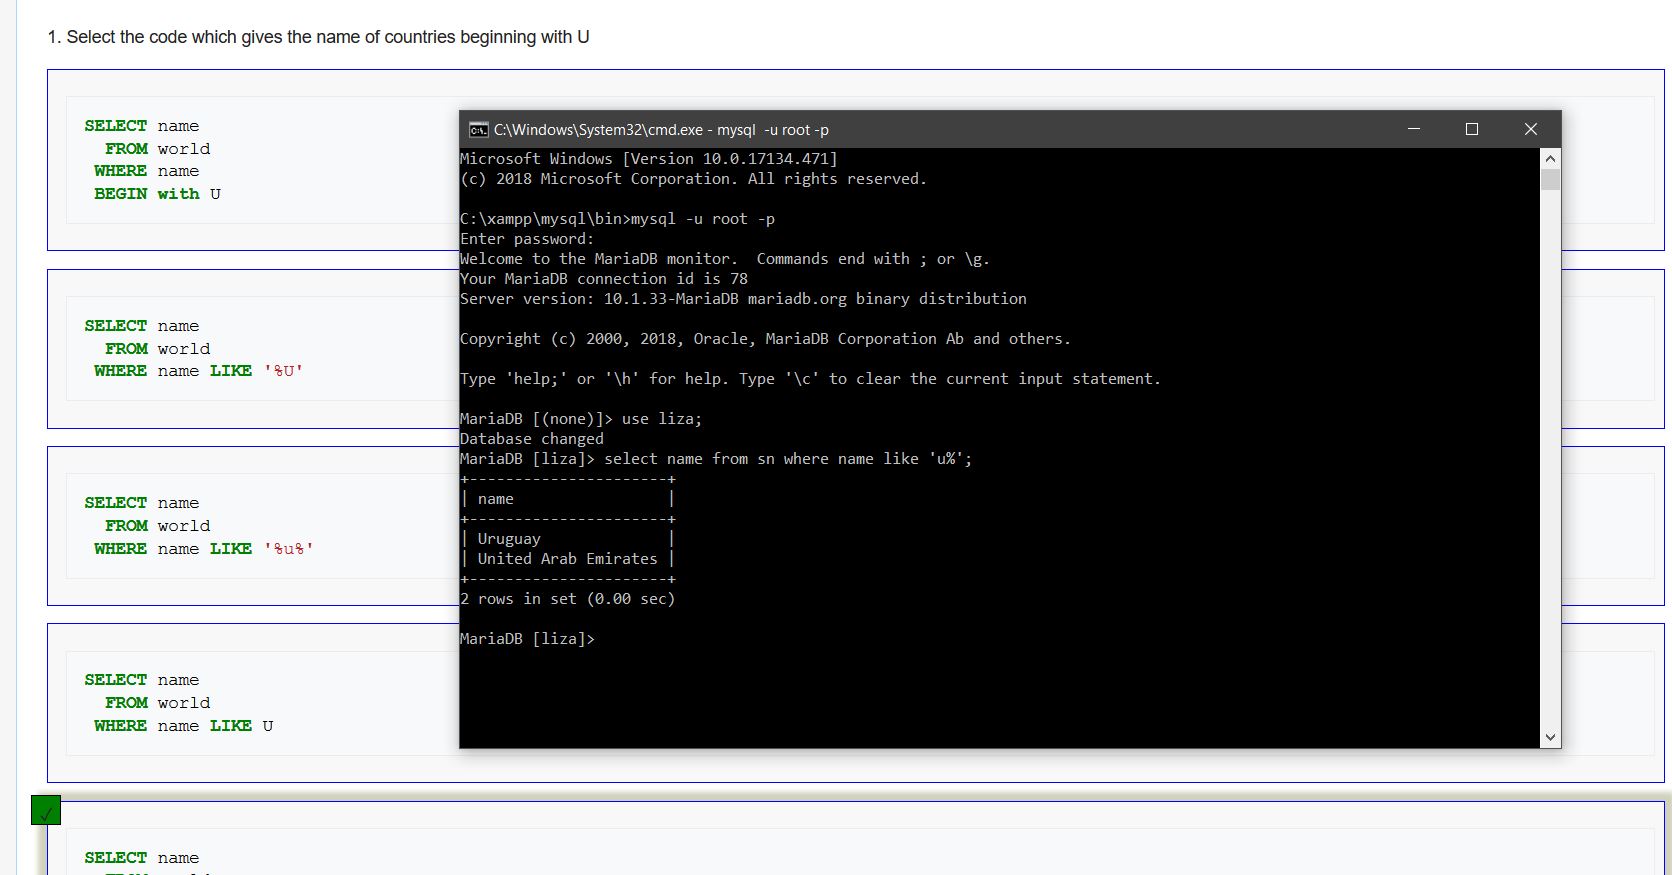 1. Select the code which gives the name of countries beginning with U
SELECT name
FROM world
WHERE name
BEGIN with U
SELECT name
FROM world
WHERE name LIKE '%U'
SELECT name
FROM world
WHERE name LIKE '%u%'
SELECT name
FROM world
WHERE name LIKE U
SELECT name
C:\Windows\System32\cmd.exe - mysql -u root -p
Microsoft Windows [Version 10.0.17134.471]
(c) 2018 Microsoft Corporation. All rights reserved.
C:\xampp\mysql\bin>mysql -u root -p
Enter password:
Welcome to the MariaDB monitor. Commands end with ; or \g.
Your MariaDB connection id is 78
Server version: 10.1.33-MariaDB mariadb.org binary distribution
Copyright (c) 2000, 2018, Oracle, MariaDB Corporation Ab and others.
Type 'help;' or '\h' for help. Type '\c' to clear the current input statement.
MariaDB [(none)]> use liza;
Database changed
MariaDB [liza]> select name from sn where name like 'u%';
+----------------------+
| name                 |
+----------------------+
| Uruguay              |
| United Arab Emirates |
+----------------------+
2 rows in set (0.00 sec)
MariaDB [liza]>